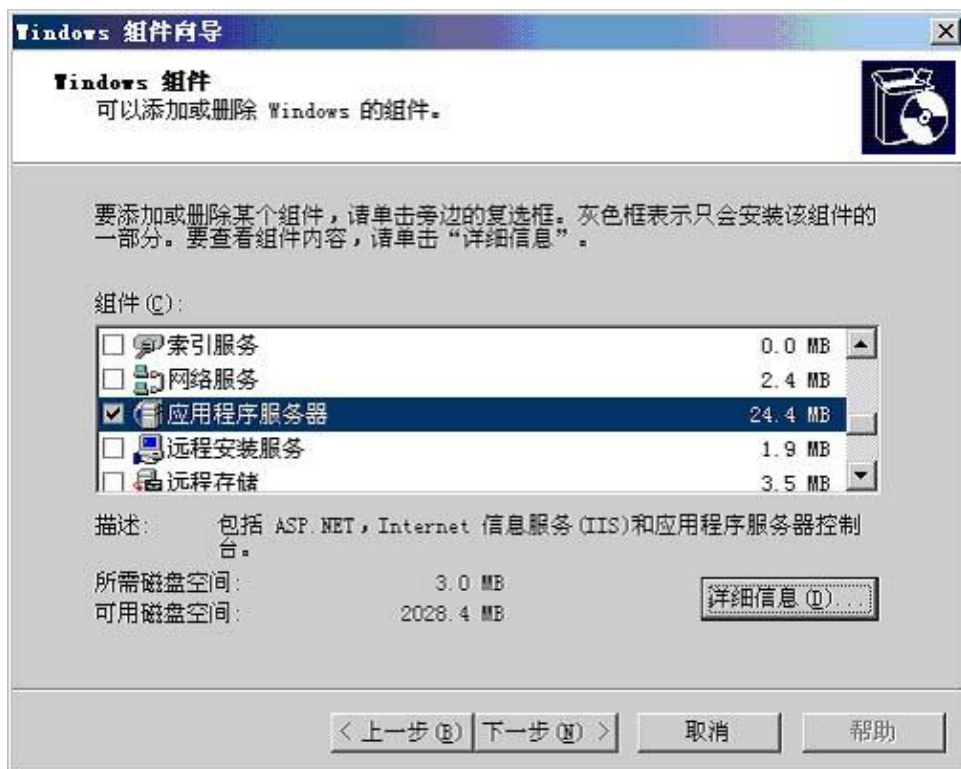 Windows 组件向导
Windows 组件
可以添加或删除 Windows 的组件。
要添加或删除某个组件，请单击旁边的复选框。灰色框表示只会安装该组件的
一部分。要查看组件内容，请单击“详细信息”。
组件(C):
索引服务 0.0 MB
网络服务 2.4 MB
应用程序服务器 24.4 MB
远程安装服务 1.9 MB
远程存储 3.5 MB
描述: 包括 ASP.NET，Internet 信息服务(IIS)和应用程序服务器控制
台。
所需磁盘空间: 3.0 MB
可用磁盘空间: 2028.4 MB
详细信息(D)...
< 上一步(B) 下一步(N) > 取消 帮助